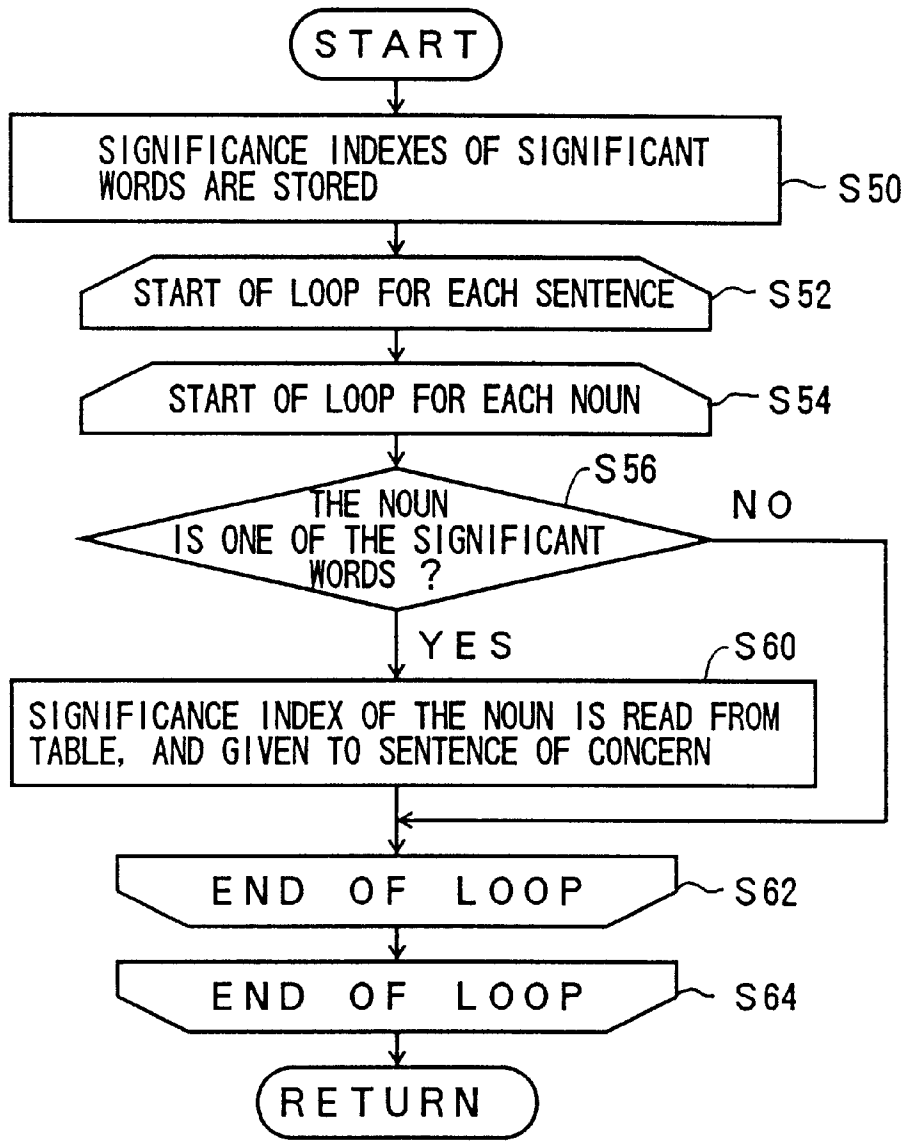 START
SIGNIFICANCE INDEXES OF SIGNIFICANT
WORDS ARE STORED
S50
START OF LOOP FOR EACH SENTENCE
S52
START OF LOOP FOR EACH NOUN
S54
S56
THE NOUN
IS ONE OF THE SIGNIFICANT
WORDS ?
NO
YES
S60
SIGNIFICANCE INDEX OF THE NOUN IS READ FROM
TABLE, AND GIVEN TO SENTENCE OF CONCERN
END OF LOOP
S62
END OF LOOP
S64
RETURN